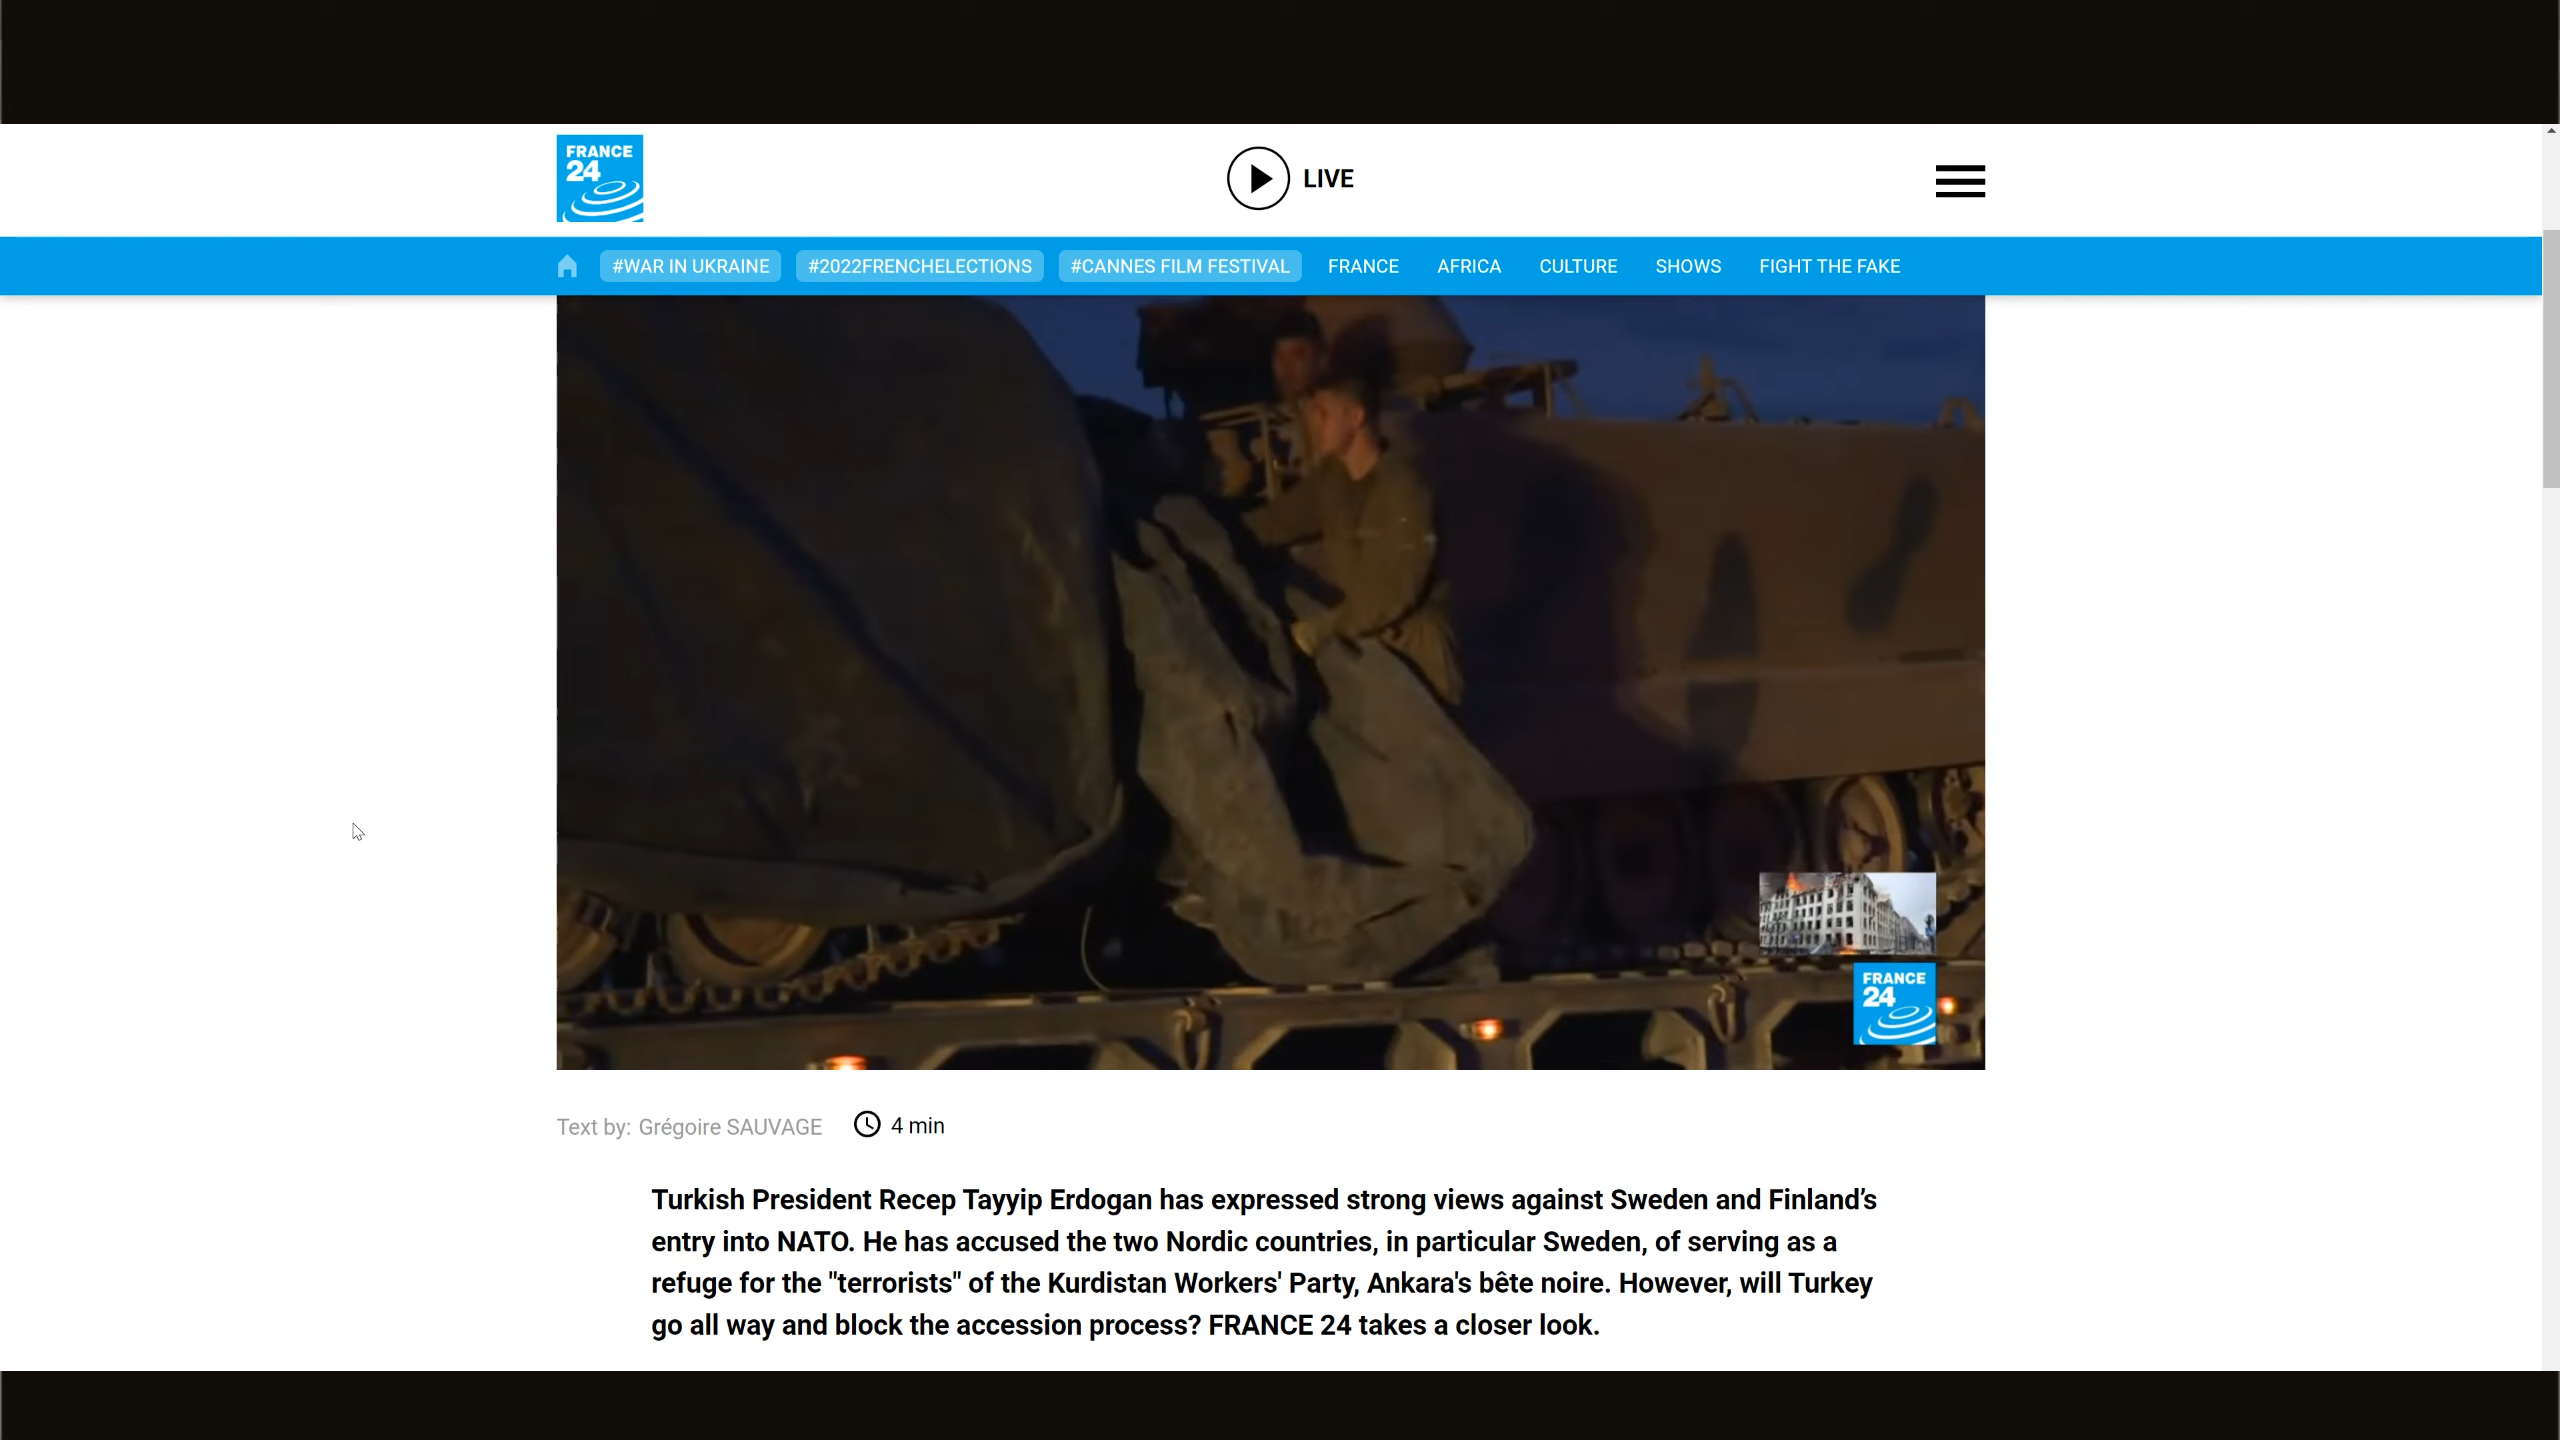 FRANCE
24
LIVE
#WAR IN UKRAINE #2022FRENCHELECTIONS #CANNES FILM FESTIVAL FRANCE AFRICA CULTURE SHOWS FIGHT THE FAKE
FRANCE
24
Text by: Grégoire SAUVAGE 4 min
Turkish President Recep Tayyip Erdogan has expressed strong views against Sweden and Finland’s
entry into NATO. He has accused the two Nordic countries, in particular Sweden, of serving as a
refuge for the "terrorists" of the Kurdistan Workers' Party, Ankara's bête noire. However, will Turkey
go all way and block the accession process? FRANCE 24 takes a closer look.